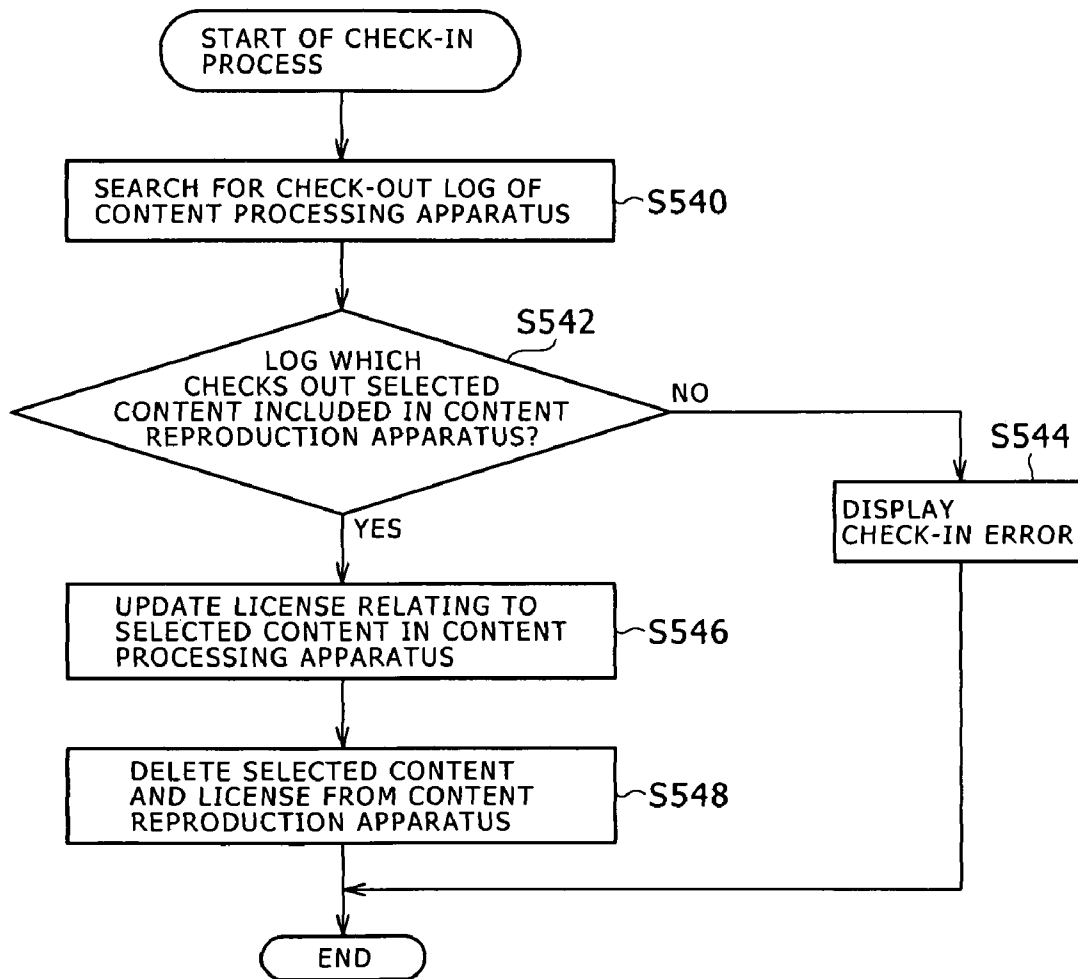 START OF CHECK-IN
PROCESS
SEARCH FOR CHECK-OUT LOG OF
CONTENT PROCESSING APPARATUS
S540
S542
LOG WHICH
CHECKS OUT SELECTED
CONTENT INCLUDED IN CONTENT
REPRODUCTION APPARATUS?
NO
YES
S544
DISPLAY
CHECK-IN ERROR
UPDATE LICENSE RELATING TO
SELECTED CONTENT IN CONTENT
PROCESSING APPARATUS
S546
DELETE SELECTED CONTENT
AND LICENSE FROM CONTENT
REPRODUCTION APPARATUS
S548
END